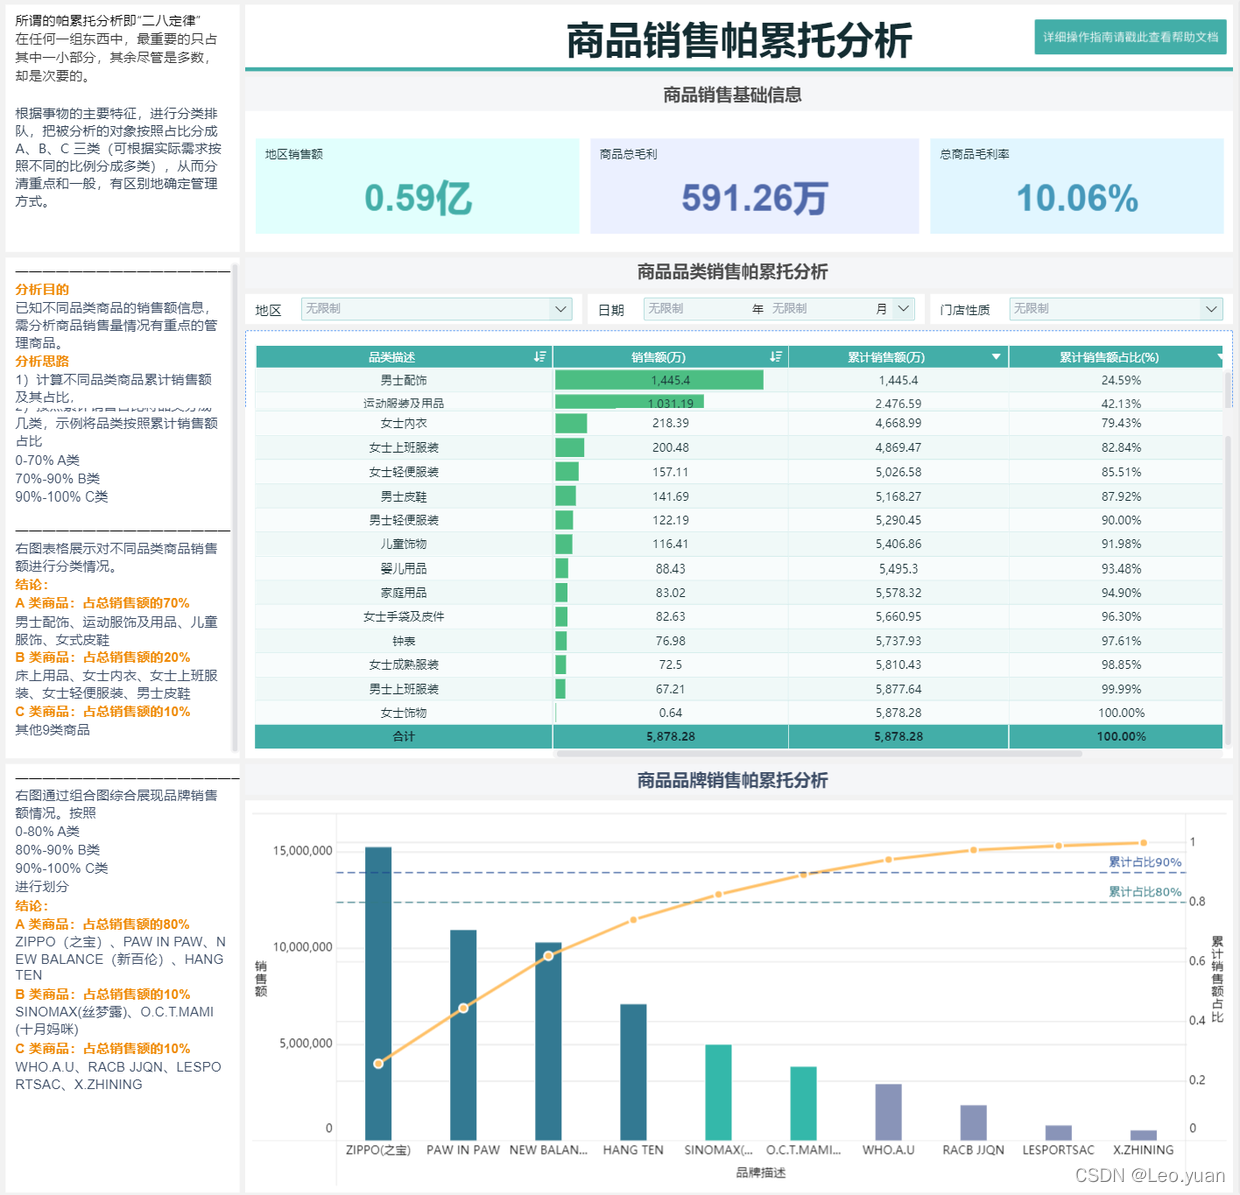 所谓的帕累托分析即“二八定律”
在任何一组东西中，最重要的只占
其中一小部分，其余尽管是多数，
却是次要的。
根据事物的主要特征，进行分类排
队，把被分析的对象按照占比分成
A、B、C 三类（可根据实际需求按
照不同的比例分成多类），从而分
清重点和一般，有区别地确定管理
方式。
商品销售帕累托分析
详细操作指南请戳此查看帮助文档
商品销售基础信息
地区销售额
0.59亿
商品总毛利
591.26万
总商品毛利率
10.06%
————————————————
分析目的
已知不同品类商品的销售额信息，
需分析商品销售量情况有重点的管
理商品。
分析思路
1）计算不同品类商品累计销售额
及其占比，
2）按照累计销售占比将品类分成
几类，示例将品类按照累计销售额
占比
0-70% A类
70%-90% B类
90%-100% C类
————————————————
右图表格展示对不同品类商品销售
额进行分类情况。
结论：
A 类商品：占总销售额的70%
男士配饰、运动服饰及用品、儿童
服饰、女式皮鞋
B 类商品：占总销售额的20%
床上用品、女士内衣、女士上班服
装、女士轻便服装、男士皮鞋
C 类商品：占总销售额的10%
其他9类商品
商品品类销售帕累托分析
地区 无限制 日期 无限制 年 无限制 月 门店性质 无限制
品类描述 销售额(万) 累计销售额(万) 累计销售额占比(%)
男士配饰 1,445.4 1,445.4 24.59%
运动服装及用品 1,031.19 2,476.59 42.13%
女士内衣 218.39 4,668.99 79.43%
女士上班服装 200.48 4,869.47 82.84%
女士轻便服装 157.11 5,026.58 85.51%
男士皮鞋 141.69 5,168.27 87.92%
男士轻便服装 122.19 5,290.45 90.00%
儿童饰物 116.41 5,406.86 91.98%
婴儿用品 88.43 5,495.3 93.48%
家庭用品 83.02 5,578.32 94.90%
女士手袋及皮件 82.63 5,660.95 96.30%
钟表 76.98 5,737.93 97.61%
女士成熟服装 72.5 5,810.43 98.85%
男士上班服装 67.21 5,877.64 99.99%
女士饰物 0.64 5,878.28 100.00%
合计 5,878.28 5,878.28 100.00%
————————————————
右图通过组合图综合展现品牌销售
额情况。按照
0-80% A类
80%-90% B类
90%-100% C类
进行划分
结论：
A 类商品：占总销售额的80%
ZIPPO（之宝）、PAW IN PAW、N
EW BALANCE（新百伦）、HANG
TEN
B 类商品：占总销售额的10%
SINOMAX(丝梦露)、O.C.T.MAMI
(十月妈咪)
C 类商品：占总销售额的10%
WHO.A.U、RACB JJQN、LESPO
RTSAC、X.ZHINING
商品品牌销售帕累托分析
销售额
15,000,000
10,000,000
5,000,000
0
累计占比90%
累计占比80%
1
0.8
0.6
0.4
0.2
0
累计销售额占比
ZIPPO(之宝) PAW IN PAW NEW BALAN... HANG TEN SINOMAX(... O.C.T.MAMI... WHO.A.U RACB JJQN LESPORTSAC X.ZHINING
品牌描述
CSDN @Leo.yuan